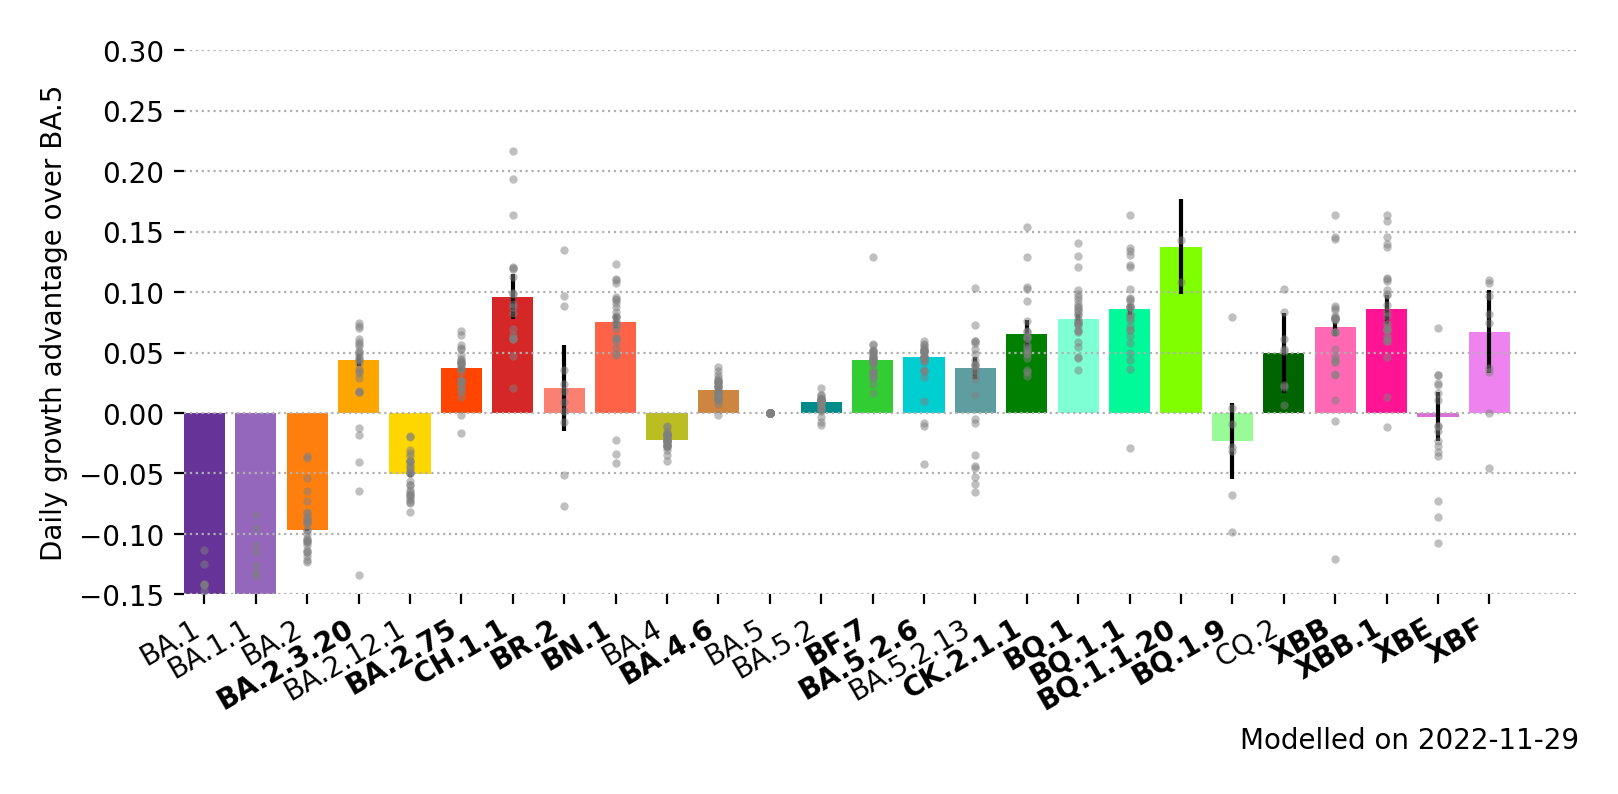 Daily growth advantage over BA.5
0.30
0.25
0.20
0.15
0.10
0.05
0.00
−0.05
−0.10
−0.15
BA.1
BA.1.1
BA.2
BA.2.3.20
BA.2.12.1
BA.2.75
CH.1.1
BR.2
BN.1
BA.4
BA.4.6
BA.5
BA.5.2
BF.7
BA.5.2.6
BA.5.2.13
CK.2.1.1
BQ.1
BQ.1.1
BQ.1.1.20
BQ.1.9
CQ.2
XBB
XBB.1
XBE
XBF
Modelled on 2022-11-29